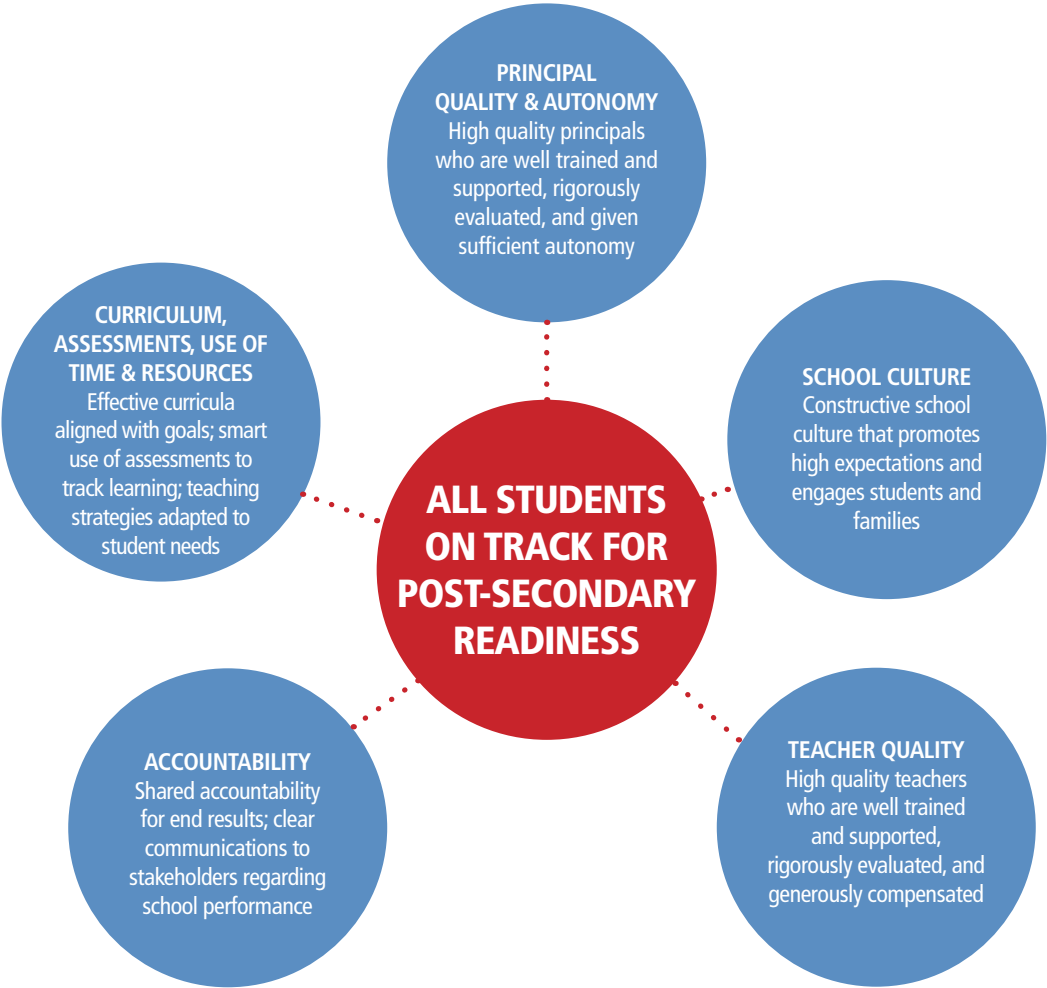 PRINCIPAL
QUALITY & AUTONOMY
High quality principals
who are well trained and
supported, rigorously
evaluated, and given
sufficient autonomy
CURRICULUM,
ASSESSMENTS, USE OF
TIME & RESOURCES
Effective curricula
aligned with goals; smart
use of assessments to
track learning; teaching
strategies adapted to
student needs
SCHOOL CULTURE
Constructive school
culture that promotes
high expectations and
engages students and
families
ALL STUDENTS
ON TRACK FOR
POST-SECONDARY
READINESS
ACCOUNTABILITY
Shared accountability
for end results; clear
communications to
stakeholders regarding
school performance
TEACHER QUALITY
High quality teachers
who are well trained
and supported,
rigorously evaluated, and
generously compensated